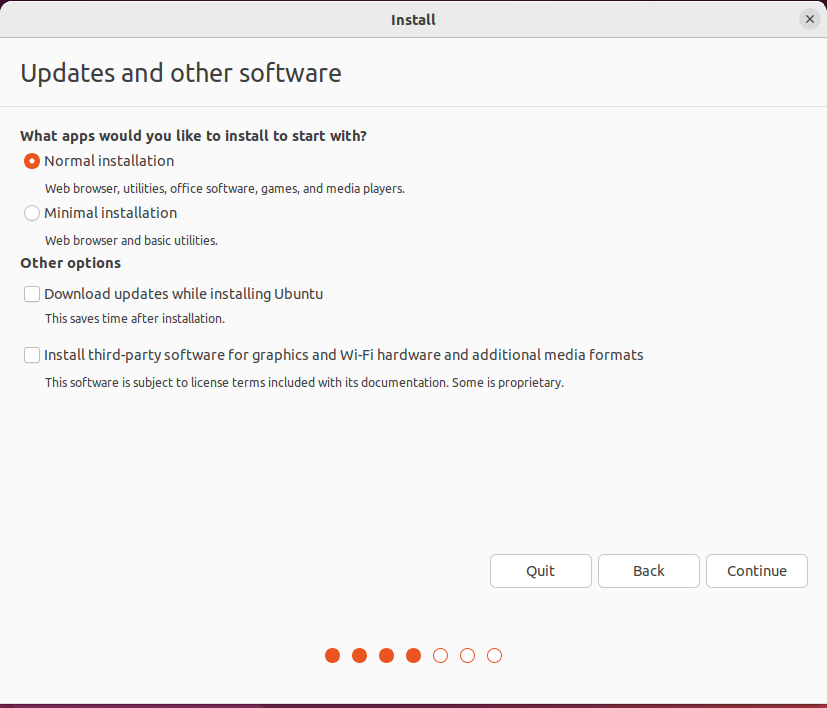 Install
Updates and other software
What apps would you like to install to start with?
Normal installation
Web browser, utilities, office software, games, and media players.
Minimal installation
Web browser and basic utilities.
Other options
Download updates while installing Ubuntu
This saves time after installation.
Install third-party software for graphics and Wi-Fi hardware and additional media formats
This software is subject to license terms included with its documentation. Some is proprietary.
Quit Back Continue